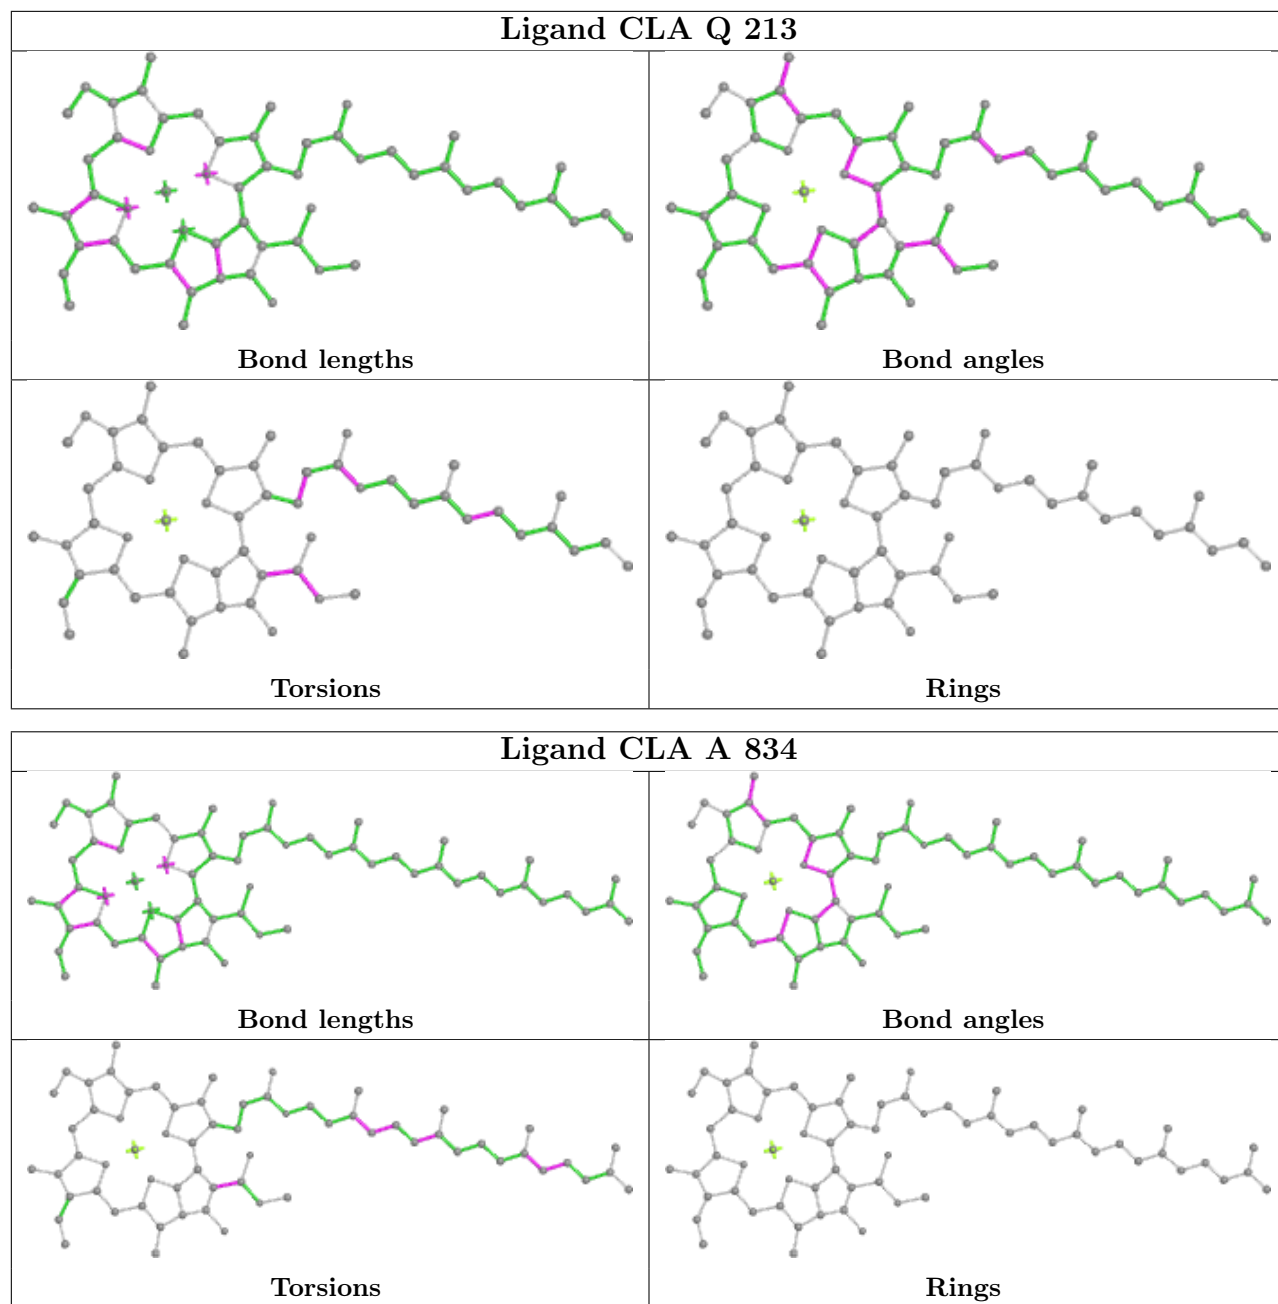 Ligand CLA Q 213
Bond lengths
Bond angles
Torsions
Rings
Ligand CLA A 834
Bond lengths
Bond angles
Torsions
Rings